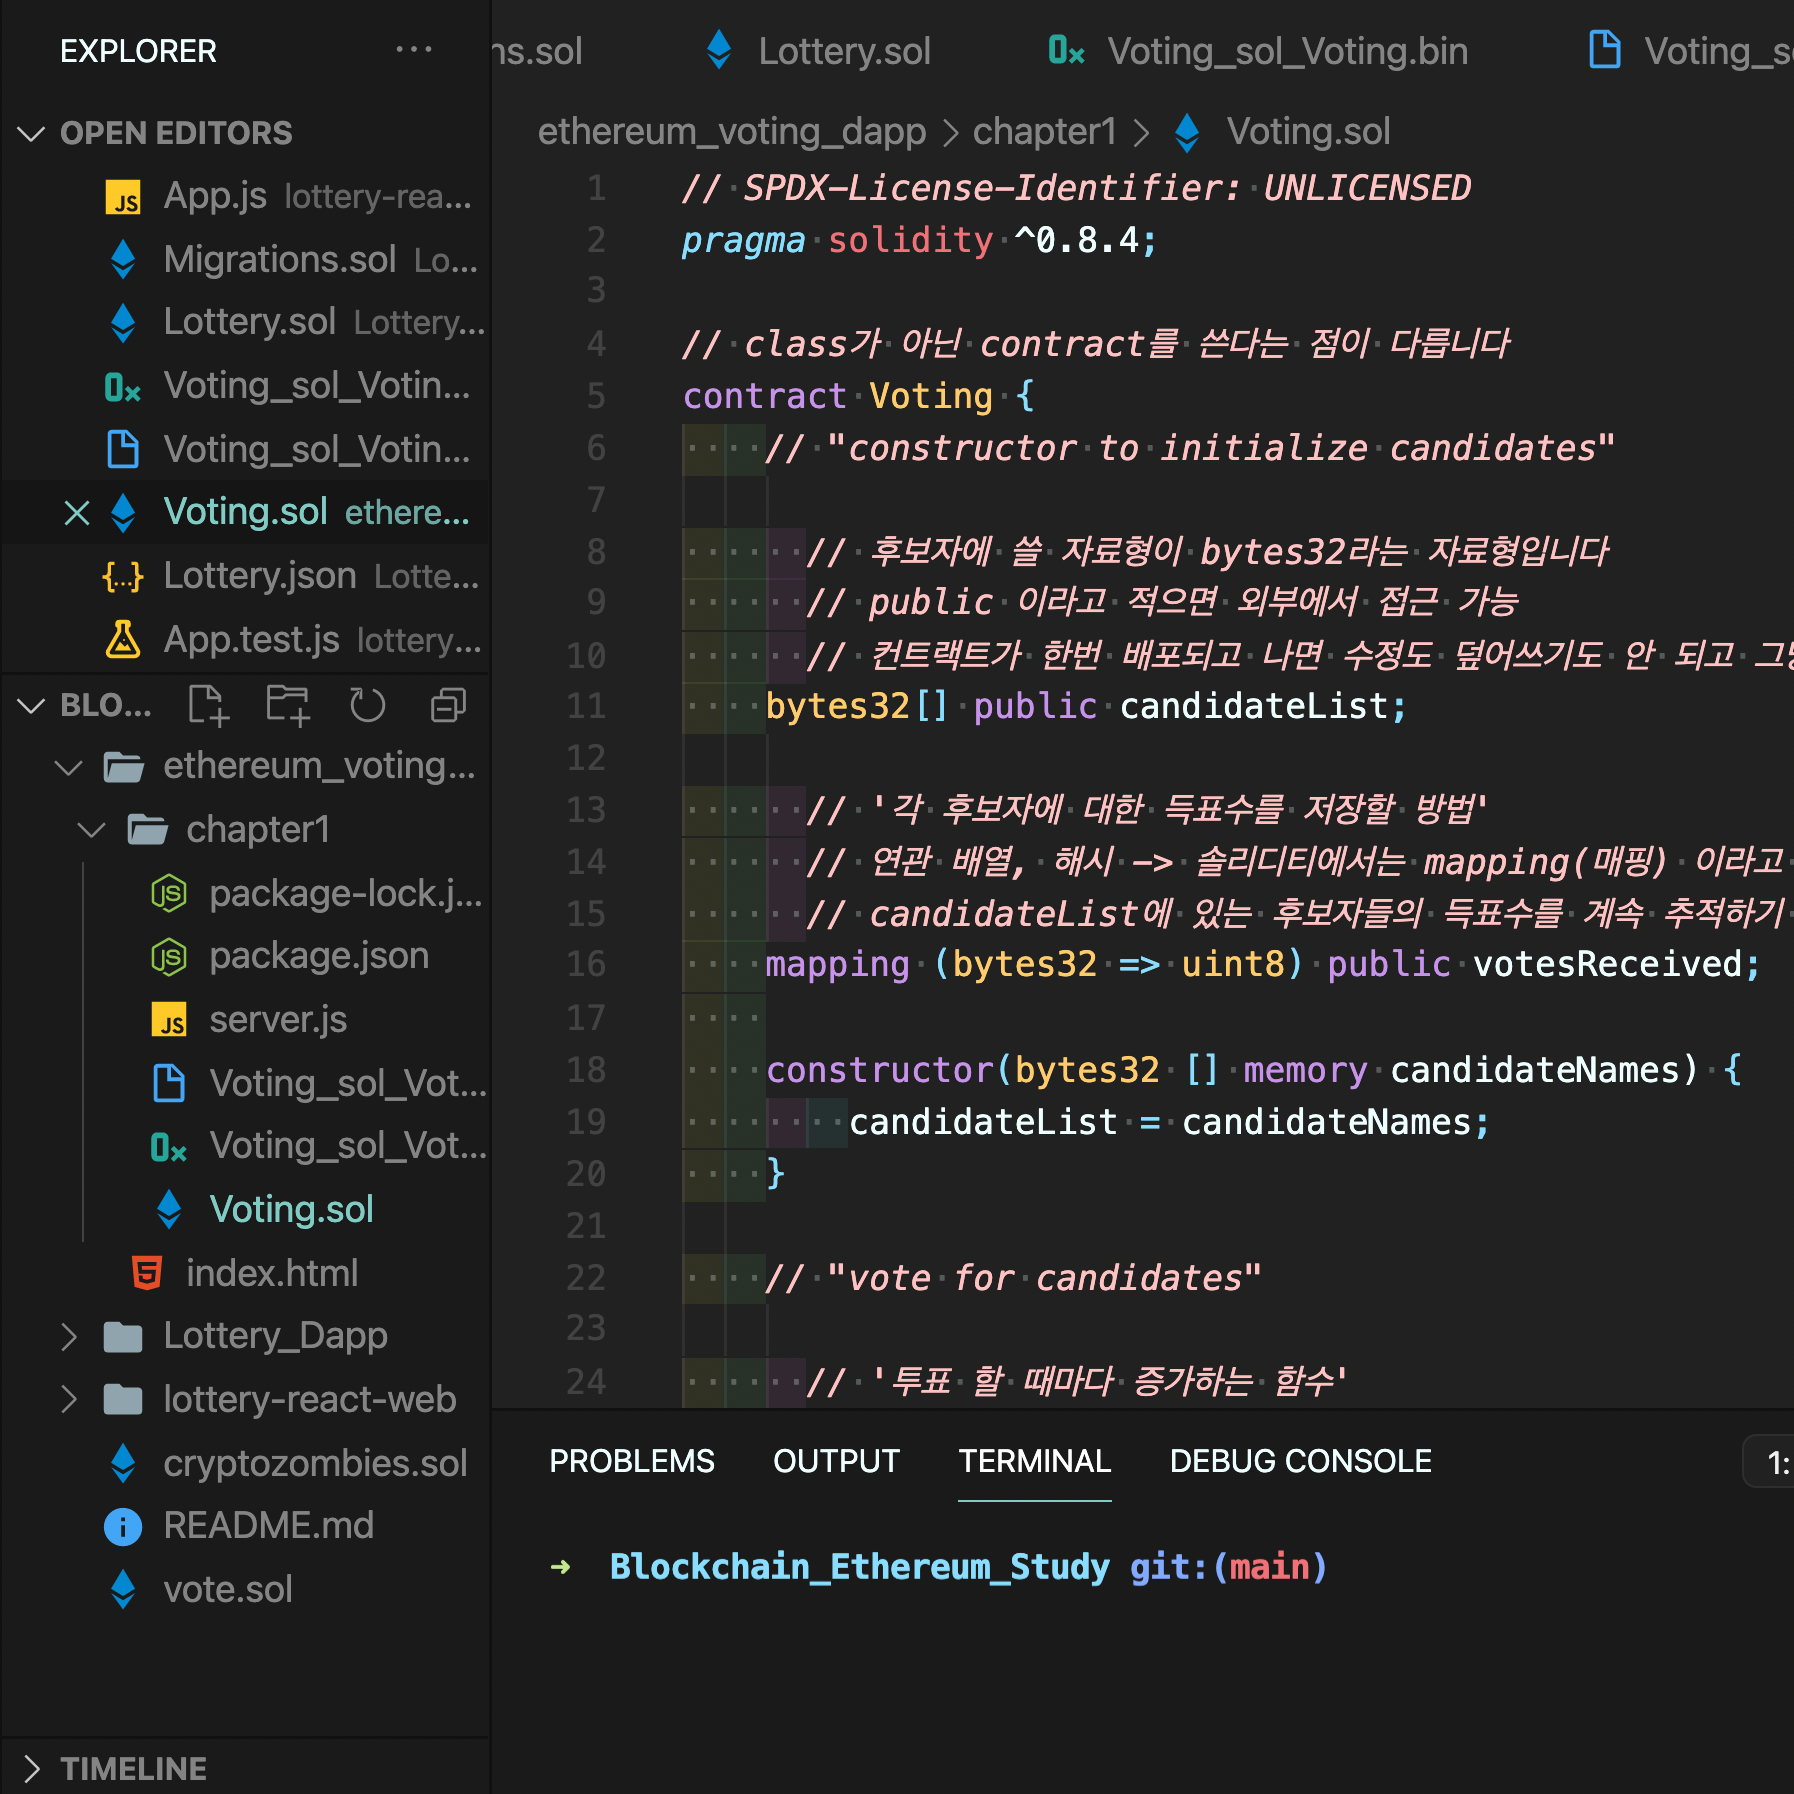 EXPLORER
OPEN EDITORS
JS App.js lottery-rea...
Migrations.sol Lo...
Lottery.sol Lottery...
0x Voting_sol_Votin...
Voting_sol_Votin...
Voting.sol ethere...
{...} Lottery.json Lotte...
App.test.js lottery...
BLO...
ethereum_voting...
chapter1
JS package-lock.j...
JS package.json
JS server.js
Voting_sol_Vot...
0x Voting_sol_Vot...
Voting.sol
5 index.html
Lottery_Dapp
lottery-react-web
cryptozombies.sol
i README.md
vote.sol
TIMELINE
ns.sol Lottery.sol 0x Voting_sol_Voting.bin Voting_s
ethereum_voting_dapp > chapter1 > Voting.sol
1 // SPDX-License-Identifier: UNLICENSED
2 pragma solidity ^0.8.4;
3
4 // class가 아닌 contract를 쓴다는 점이 다릅니다
5 contract Voting {
6 // "constructor to initialize candidates"
7
8 // 후보자에 쓸 자료형이 bytes32라는 자료형입니다
9 // public 이라고 적으면 외부에서 접근 가능
10 // 컨트랙트가 한번 배포되고 나면 수정도 덮어쓰기도 안 되고
11 bytes32[] public candidateList;
12
13 // '각 후보자에 대한 득표수를 저장할 방법'
14 // 연관 배열, 해시 -> 솔리디티에서는 mapping(매핑) 이라고
15 // candidateList에 있는 후보자들의 득표수를 계속 추적하기
16 mapping (bytes32 => uint8) public votesReceived;
17
18 constructor(bytes32 [] memory candidateNames) {
19 candidateList = candidateNames;
20 }
21
22 // "vote for candidates"
23
24 // '투표 할 때마다 증가하는 함수'
PROBLEMS OUTPUT TERMINAL DEBUG CONSOLE 1:
➜ Blockchain_Ethereum_Study git:(main)